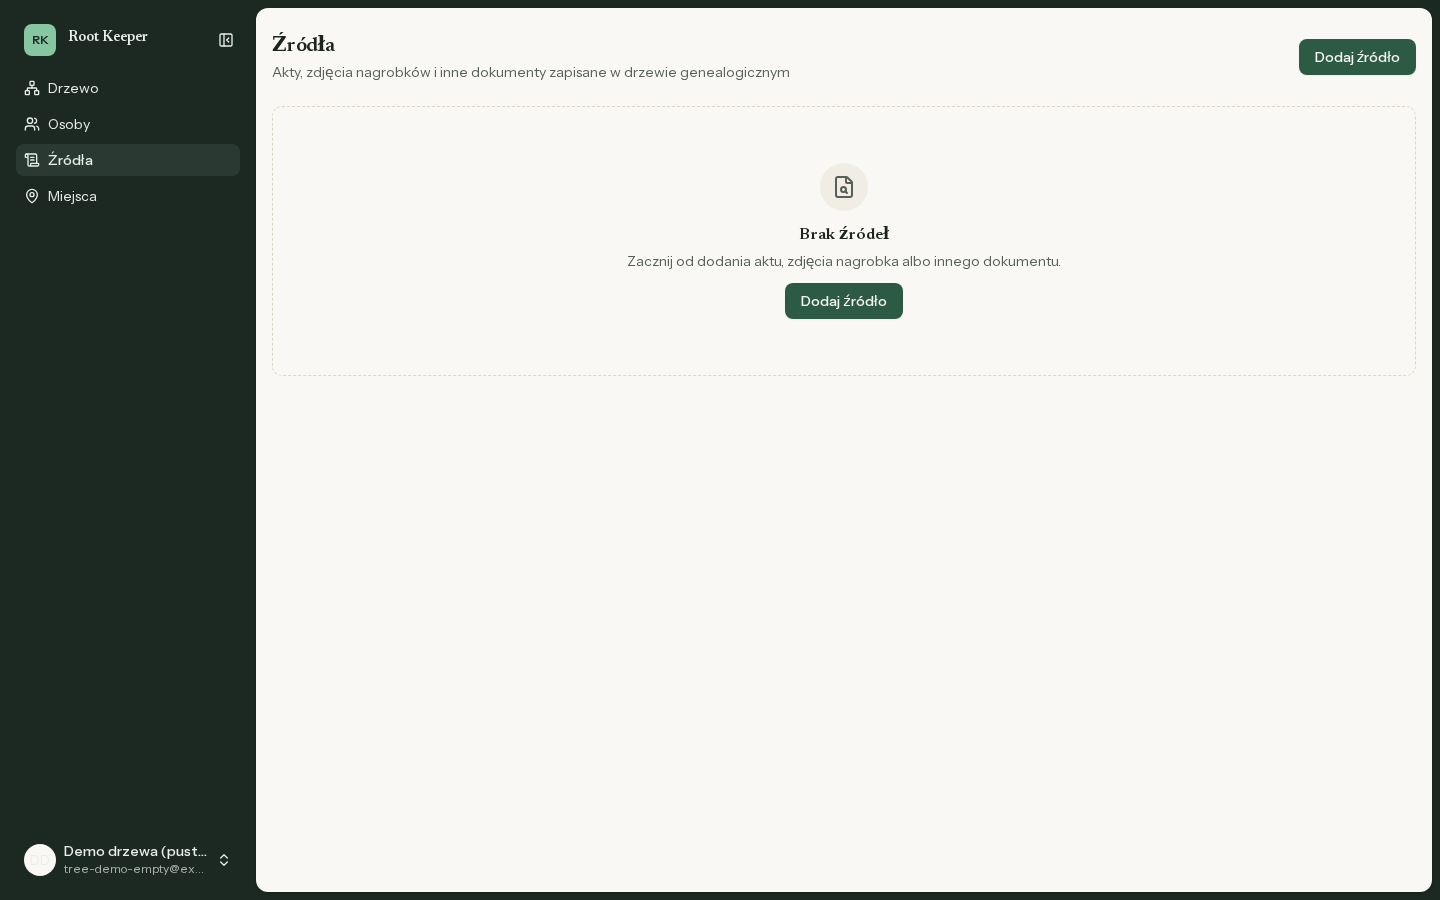 RK
Root Keeper
Drzewo
Osoby
Źródła
Miejsca
Źródła
Akty, zdjęcia nagrobków i inne dokumenty zapisane w drzewie genealogicznym
Dodaj źródło
Brak źródeł
Zacznij od dodania aktu, zdjęcia nagrobka albo innego dokumentu.
Dodaj źródło
DD
Demo drzewa (pust...
tree-demo-empty@ex...